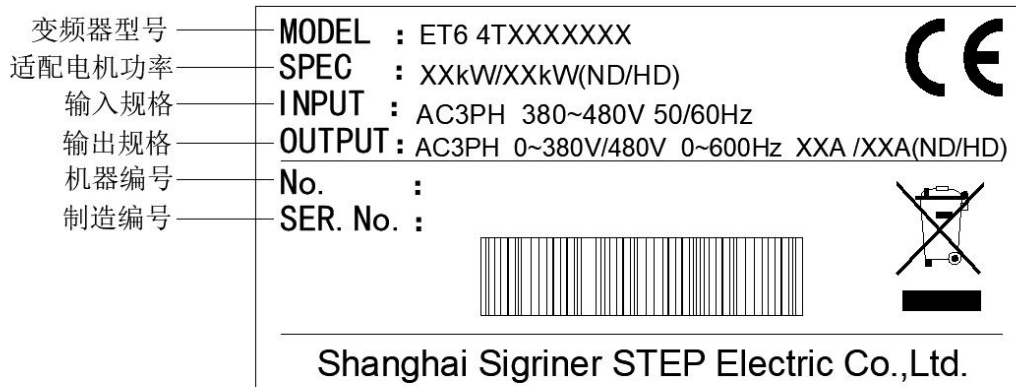 变频器型号 MODEL : ET6 4TXXXXXXX
适配电机功率 SPEC : XXkW/XXkW(ND/HD)
输入规格 INPUT : AC3PH 380~480V 50/60Hz
输出规格 OUTPUT: AC3PH 0~380V/480V 0~600Hz XXA /XXA(ND/HD)
机器编号 No. :
制造编号 SER. No. :
CE
Shanghai Sigriner STEP Electric Co.,Ltd.